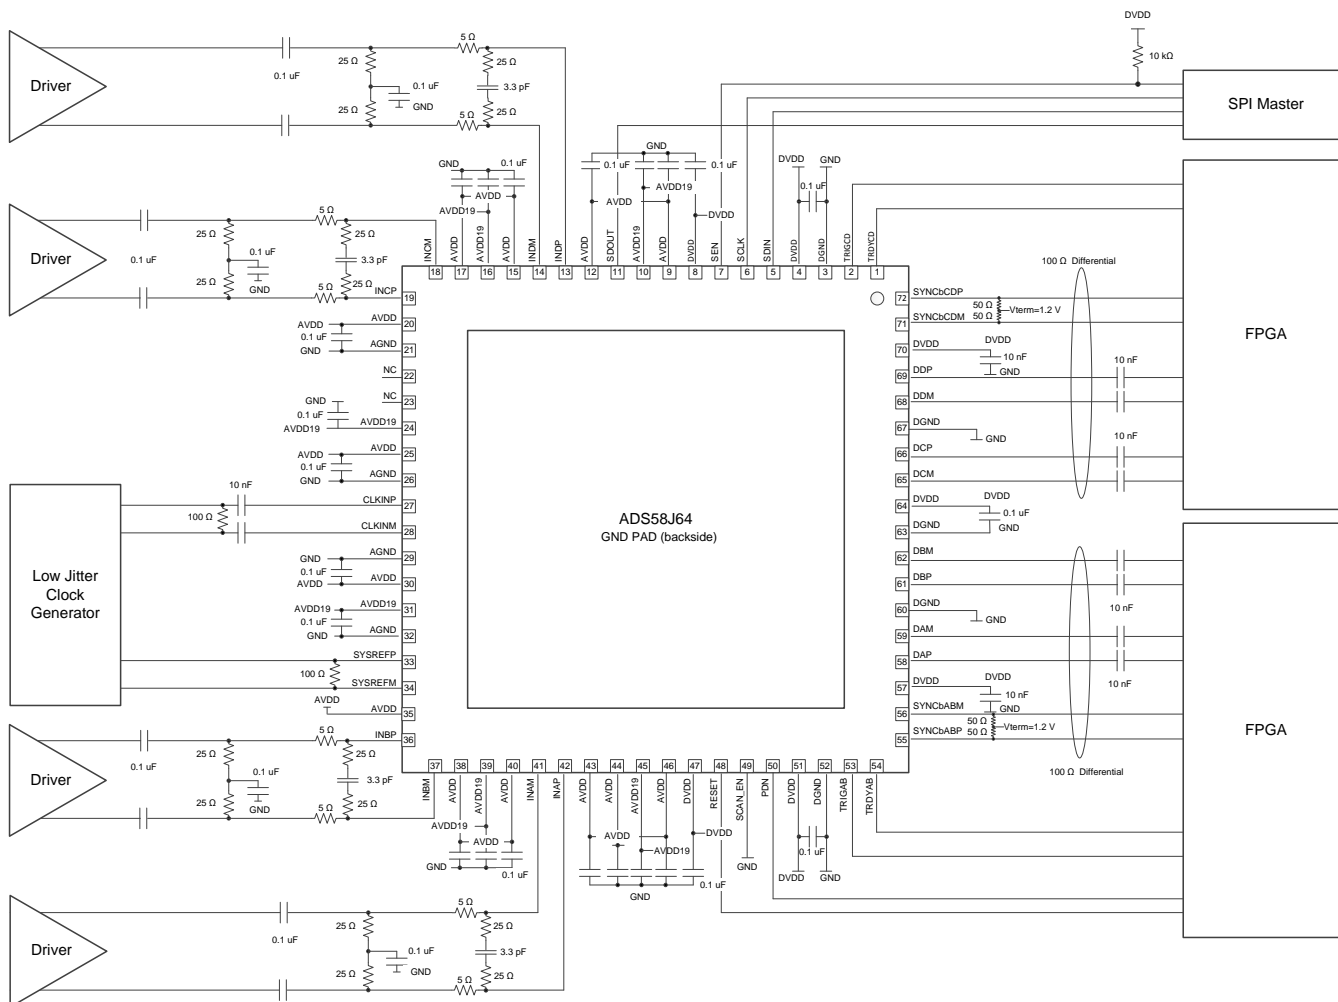 DVDD
10 kΩ
SPI Master
Driver
0.1 uF
25 Ω
25 Ω
0.1 uF
GND
5 Ω
5 Ω
25 Ω
3.3 pF
25 Ω
GND
0.1 uF
AVDD
AVDD19
GND
0.1 uF
0.1 uF
AVDD19
AVDD
DVDD
DVDD
GND
0.1 uF
Driver
0.1 uF
25 Ω
25 Ω
0.1 uF
GND
5 Ω
5 Ω
25 Ω
3.3 pF
25 Ω
INCM
AVDD
AVDD19
AVDD
INDM
INDP
AVDD
SDOUT
AVDD19
AVDD
DVDD
SEN
SCLK
SDIN
DVDD
DGND
TRIGCD
TRDYCD
18
17
16
15
14
13
12
11
10
9
8
7
6
5
4
3
2
1
INCP
19
AVDD
AVDD
20
0.1 uF
GND
AGND
21
NC
22
NC
23
GND
0.1 uF
AVDD19
AVDD19
24
AVDD
AVDD
25
0.1 uF
GND
AGND
26
10 nF
CLKINP
27
100 Ω
CLKINM
28
GND
AGND
29
0.1 uF
AVDD
AVDD
30
AVDD19
AVDD19
31
0.1 uF
GND
AGND
32
SYSREFP
33
100 Ω
SYSREFM
34
AVDD
AVDD
35
INBP
36
Low Jitter
Clock
Generator
ADS58J64
GND PAD (backside)
100 Ω Differential
72
SYNCbCDP
50 Ω
50 Ω
Vterm=1.2 V
71
SYNCbCDM
70
DVDD
DVDD
10 nF
GND
69
DDP
10 nF
68
DDM
67
DGND
GND
66
DCP
10 nF
65
DCM
64
DVDD
DVDD
0.1 uF
GND
63
DGND
62
DBM
61
DBP
10 nF
60
DGND
GND
59
DAM
58
DAP
10 nF
57
DVDD
DVDD
10 nF
GND
56
SYNCbABM
50 Ω
50 Ω
Vterm=1.2 V
55
SYNCbABP
100 Ω Differential
FPGA
FPGA
Driver
0.1 uF
25 Ω
25 Ω
0.1 uF
GND
5 Ω
5 Ω
25 Ω
3.3 pF
25 Ω
37
38
39
40
41
42
43
44
45
46
47
48
49
50
51
52
53
54
INBM
AVDD
AVDD19
AVDD
INAM
INAP
AVDD
AVDD
AVDD19
AVDD
DVDD
RESET
SCAN_EN
PDN
DVDD
DGND
TRIGAB
TRDYAB
AVDD19
AVDD
GND
0.1 uF
AVDD
AVDD19
DVDD
GND
0.1 uF
GND
0.1 uF
DVDD
GND
Driver
0.1 uF
25 Ω
25 Ω
0.1 uF
GND
5 Ω
5 Ω
25 Ω
3.3 pF
25 Ω